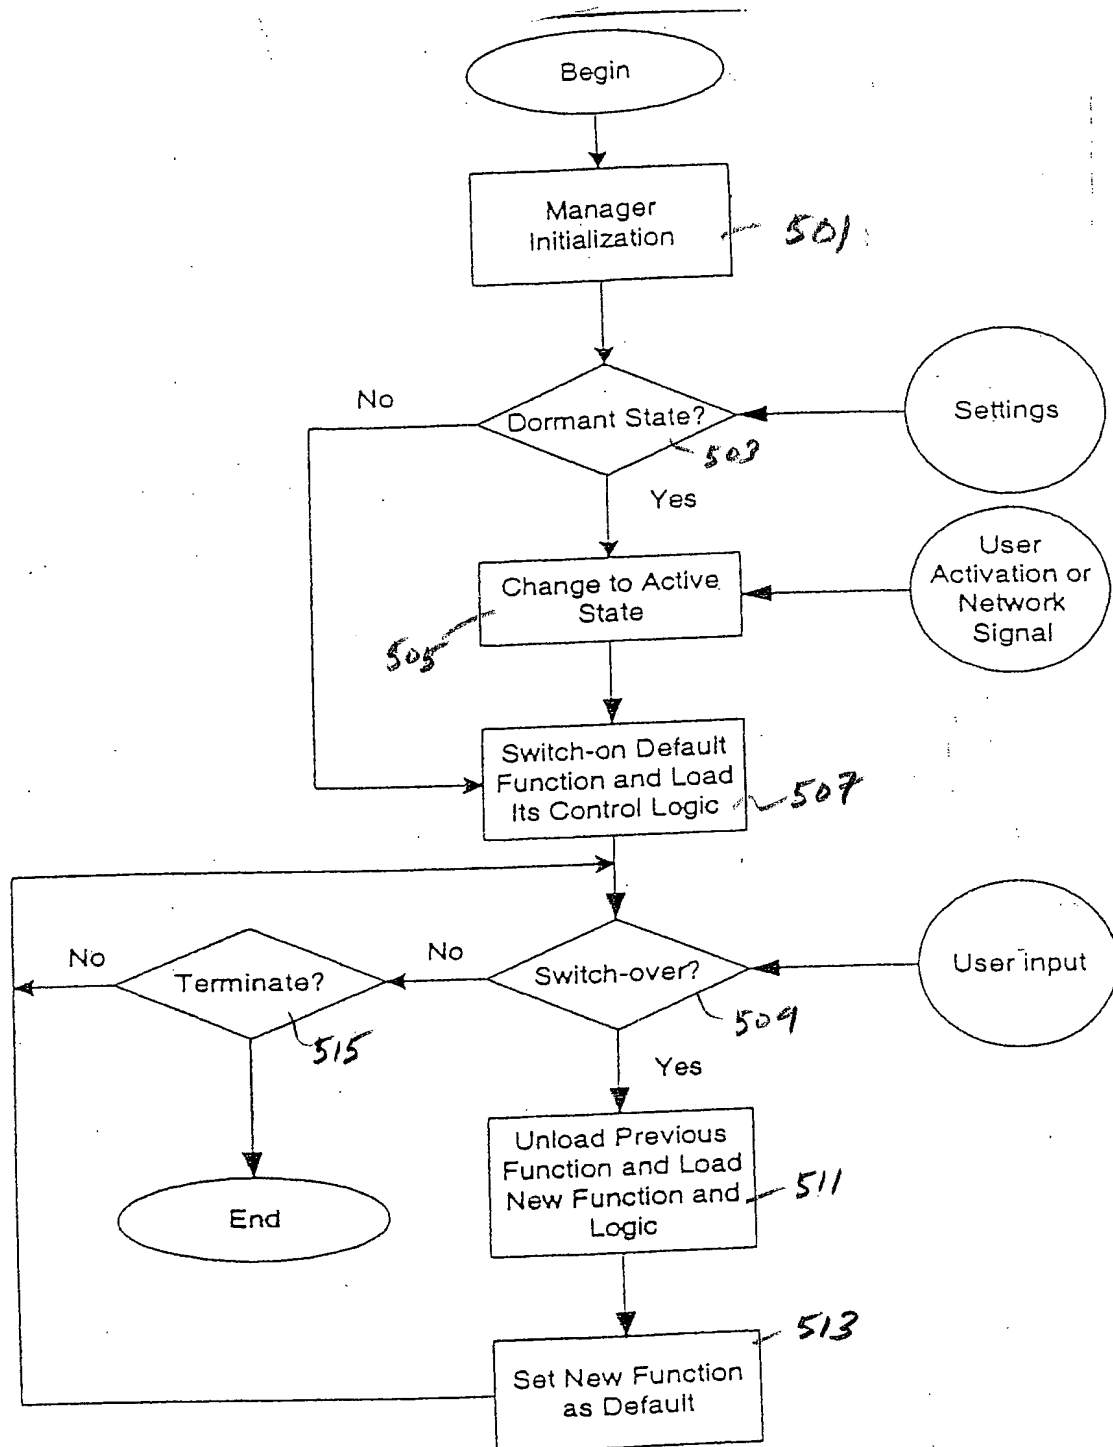 Begin
Manager
Initialization
501
No
Dormant State?
503
Settings
Yes
Change to Active
State
505
User
Activation or
Network
Signal
Switch-on Default
Function and Load
Its Control Logic
507
No
Terminate?
515
No
Switch-over?
509
User input
Yes
End
Unload Previous
Function and Load
New Function and
Logic
511
513
Set New Function
as Default